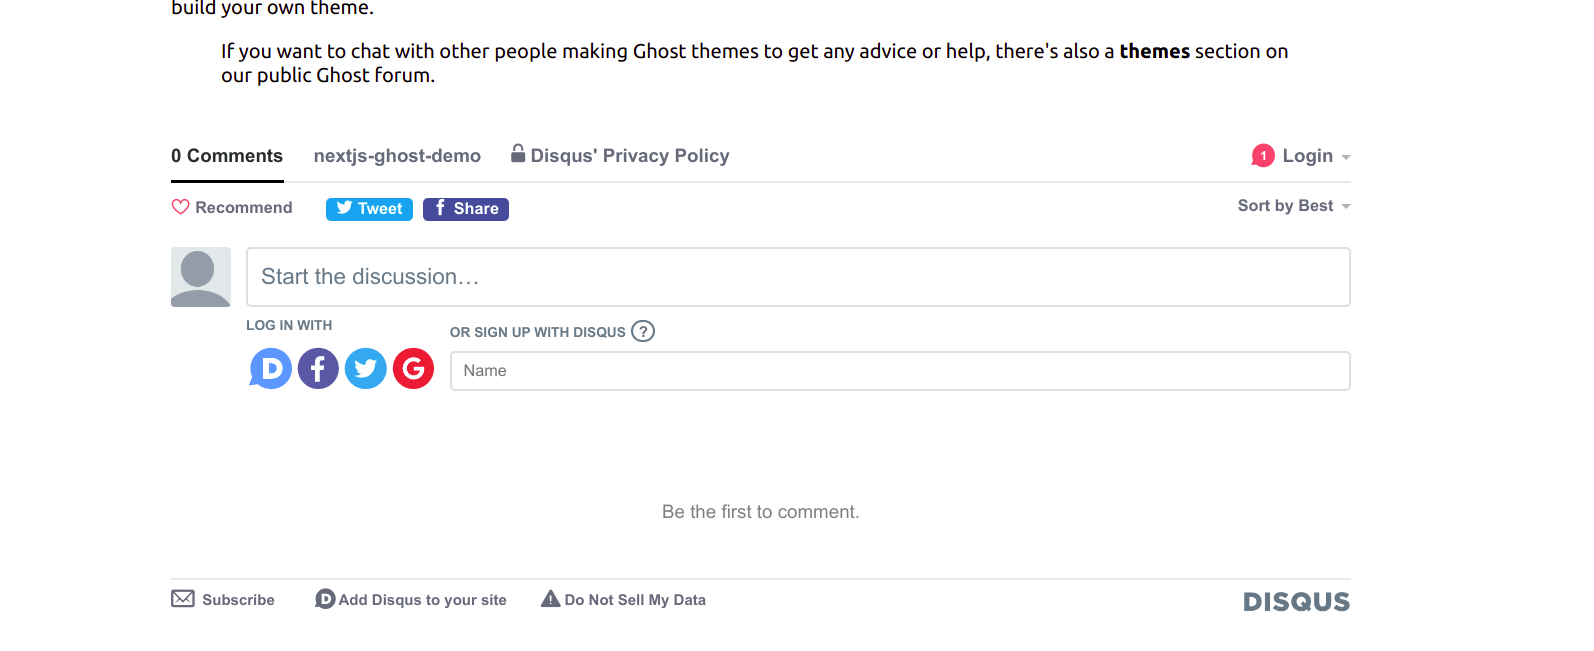 build your own theme.
If you want to chat with other people making Ghost themes to get any advice or help, there's also a themes section on
our public Ghost forum.
0 Comments nextjs-ghost-demo Disqus' Privacy Policy 1 Login
Recommend Tweet Share Sort by Best
Start the discussion…
LOG IN WITH
OR SIGN UP WITH DISQUS ?
Name
Be the first to comment.
Subscribe Add Disqus to your site Do Not Sell My Data DISQUS